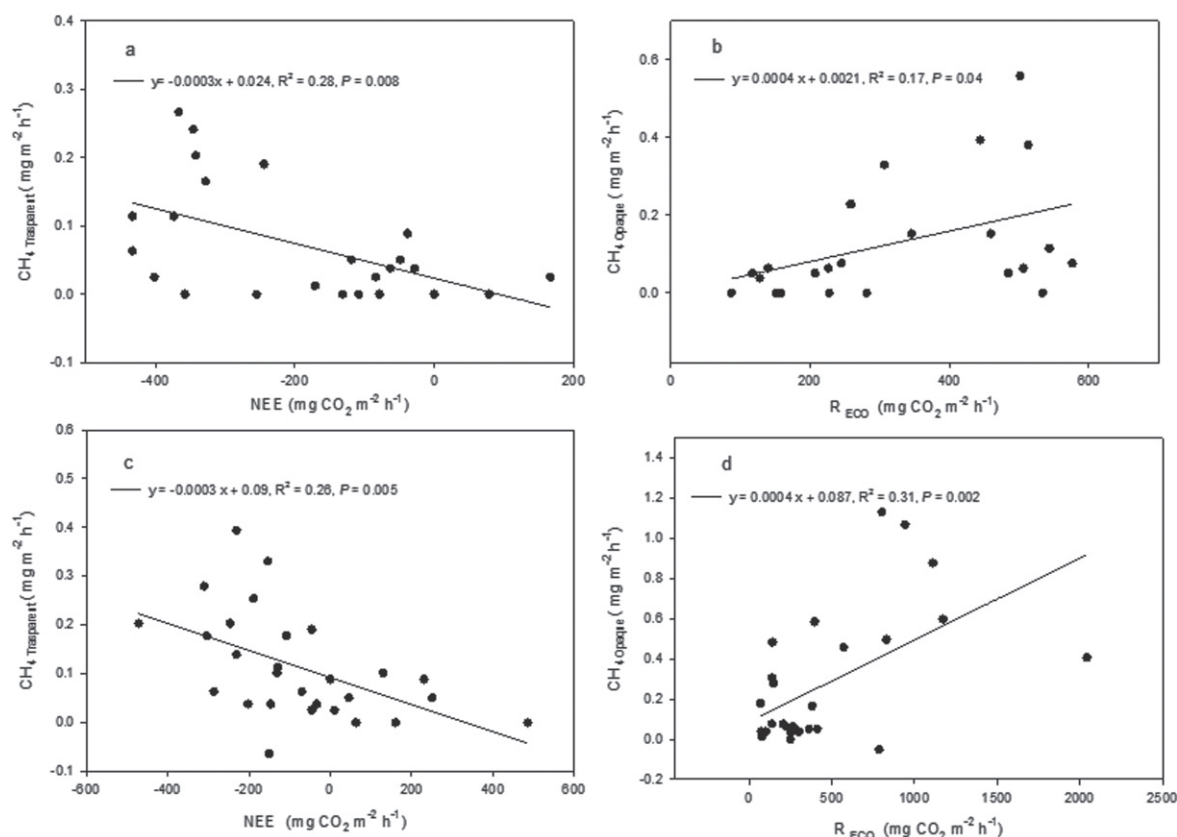 a
y= -0.0003x + 0.024, R² = 0.28, P = 0.008
CH₄ Trasparent ( mg m⁻² h⁻¹)
0.4
0.3
0.2
0.1
0.0
-0.1
-400 -200 0 200
NEE (mg CO₂ m⁻² h⁻¹)
b
y= 0.0004 x + 0.0021, R² = 0.17, P = 0.04
CH₄ Opaque ( mg m⁻² h⁻¹)
0.6
0.4
0.2
0.0
0 200 400 600
R ECO (mg CO₂ m⁻² h⁻¹)
c
y = -0.0003 x + 0.09, R² = 0.26, P = 0.005
CH₄ Trasparent ( mg m⁻² h⁻¹)
0.6
0.5
0.4
0.3
0.2
0.1
0.0
-0.1
-600 -400 -200 0 200 400 600
NEE (mg CO₂ m⁻² h⁻¹)
d
y= 0.0004 x + 0.087, R² = 0.31, P = 0.002
CH₄ Opaque ( mg m⁻² h⁻¹)
1.4
1.2
1.0
0.8
0.6
0.4
0.2
0.0
-0.2
0 500 1000 1500 2000 2500
R ECO (mg CO₂ m⁻² h⁻¹)